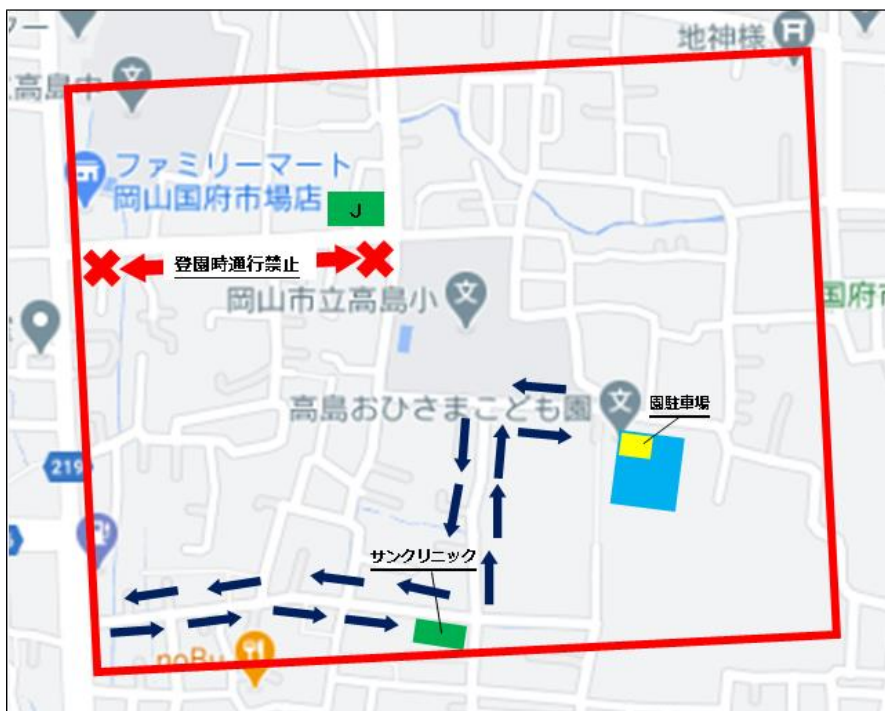 地神様
高島中
ファミリーマート
岡山国府市場店
J
登園時通行禁止
岡山市立高島小
国府市
高島おひさまこども園
園駐車場
219
サンクリニック
noBu